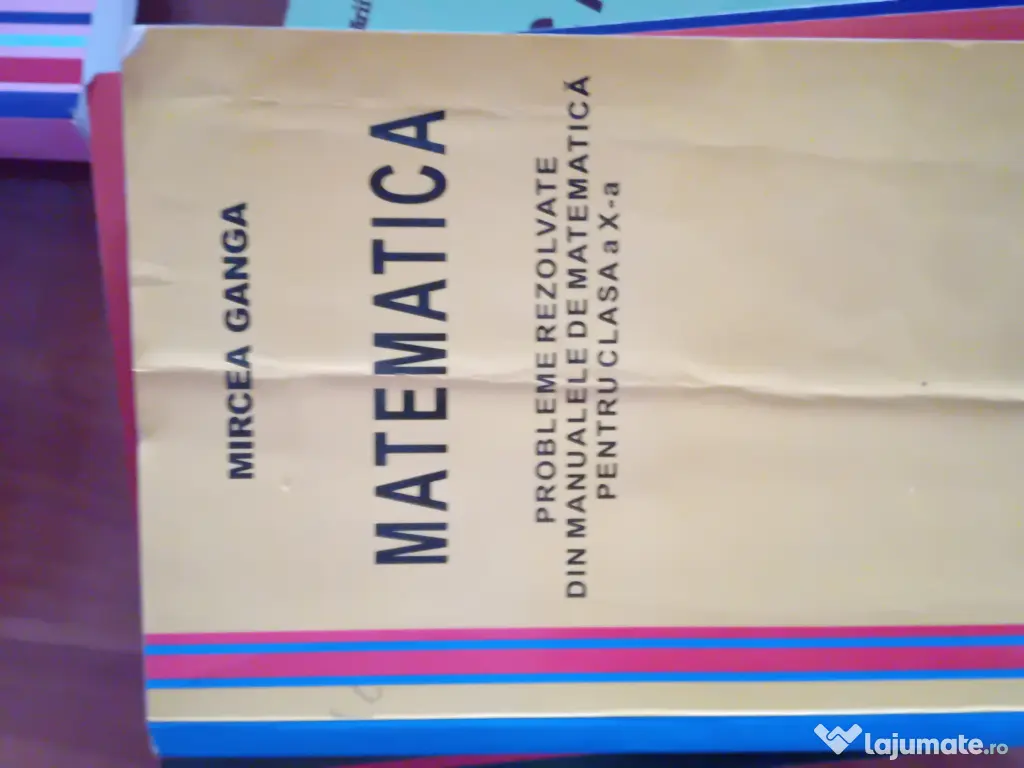 MIRCEA GANGA
MATEMATICA
PROBLEME REZOLVATE
DIN MANUALELE DE MATEMATICĂ
PENTRU CLASA a X-a
lajumate.ro